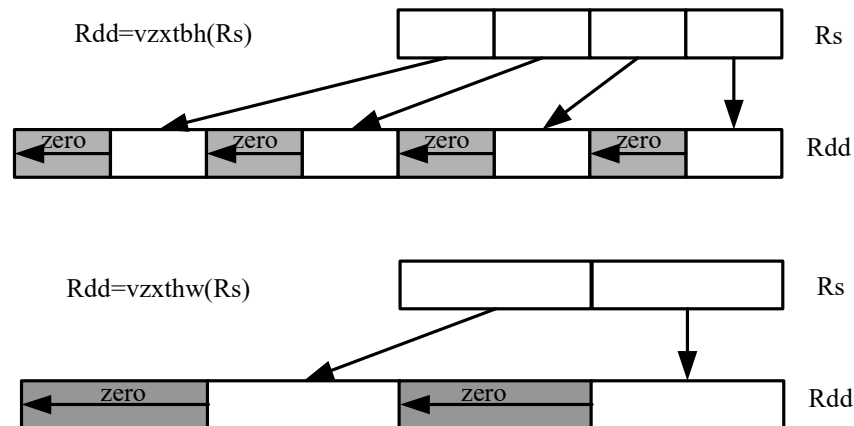 Rdd=vzxtbh(Rs)
Rs
zero zero zero zero
Rdd
Rdd=vzxthw(Rs)
Rs
zero zero
Rdd